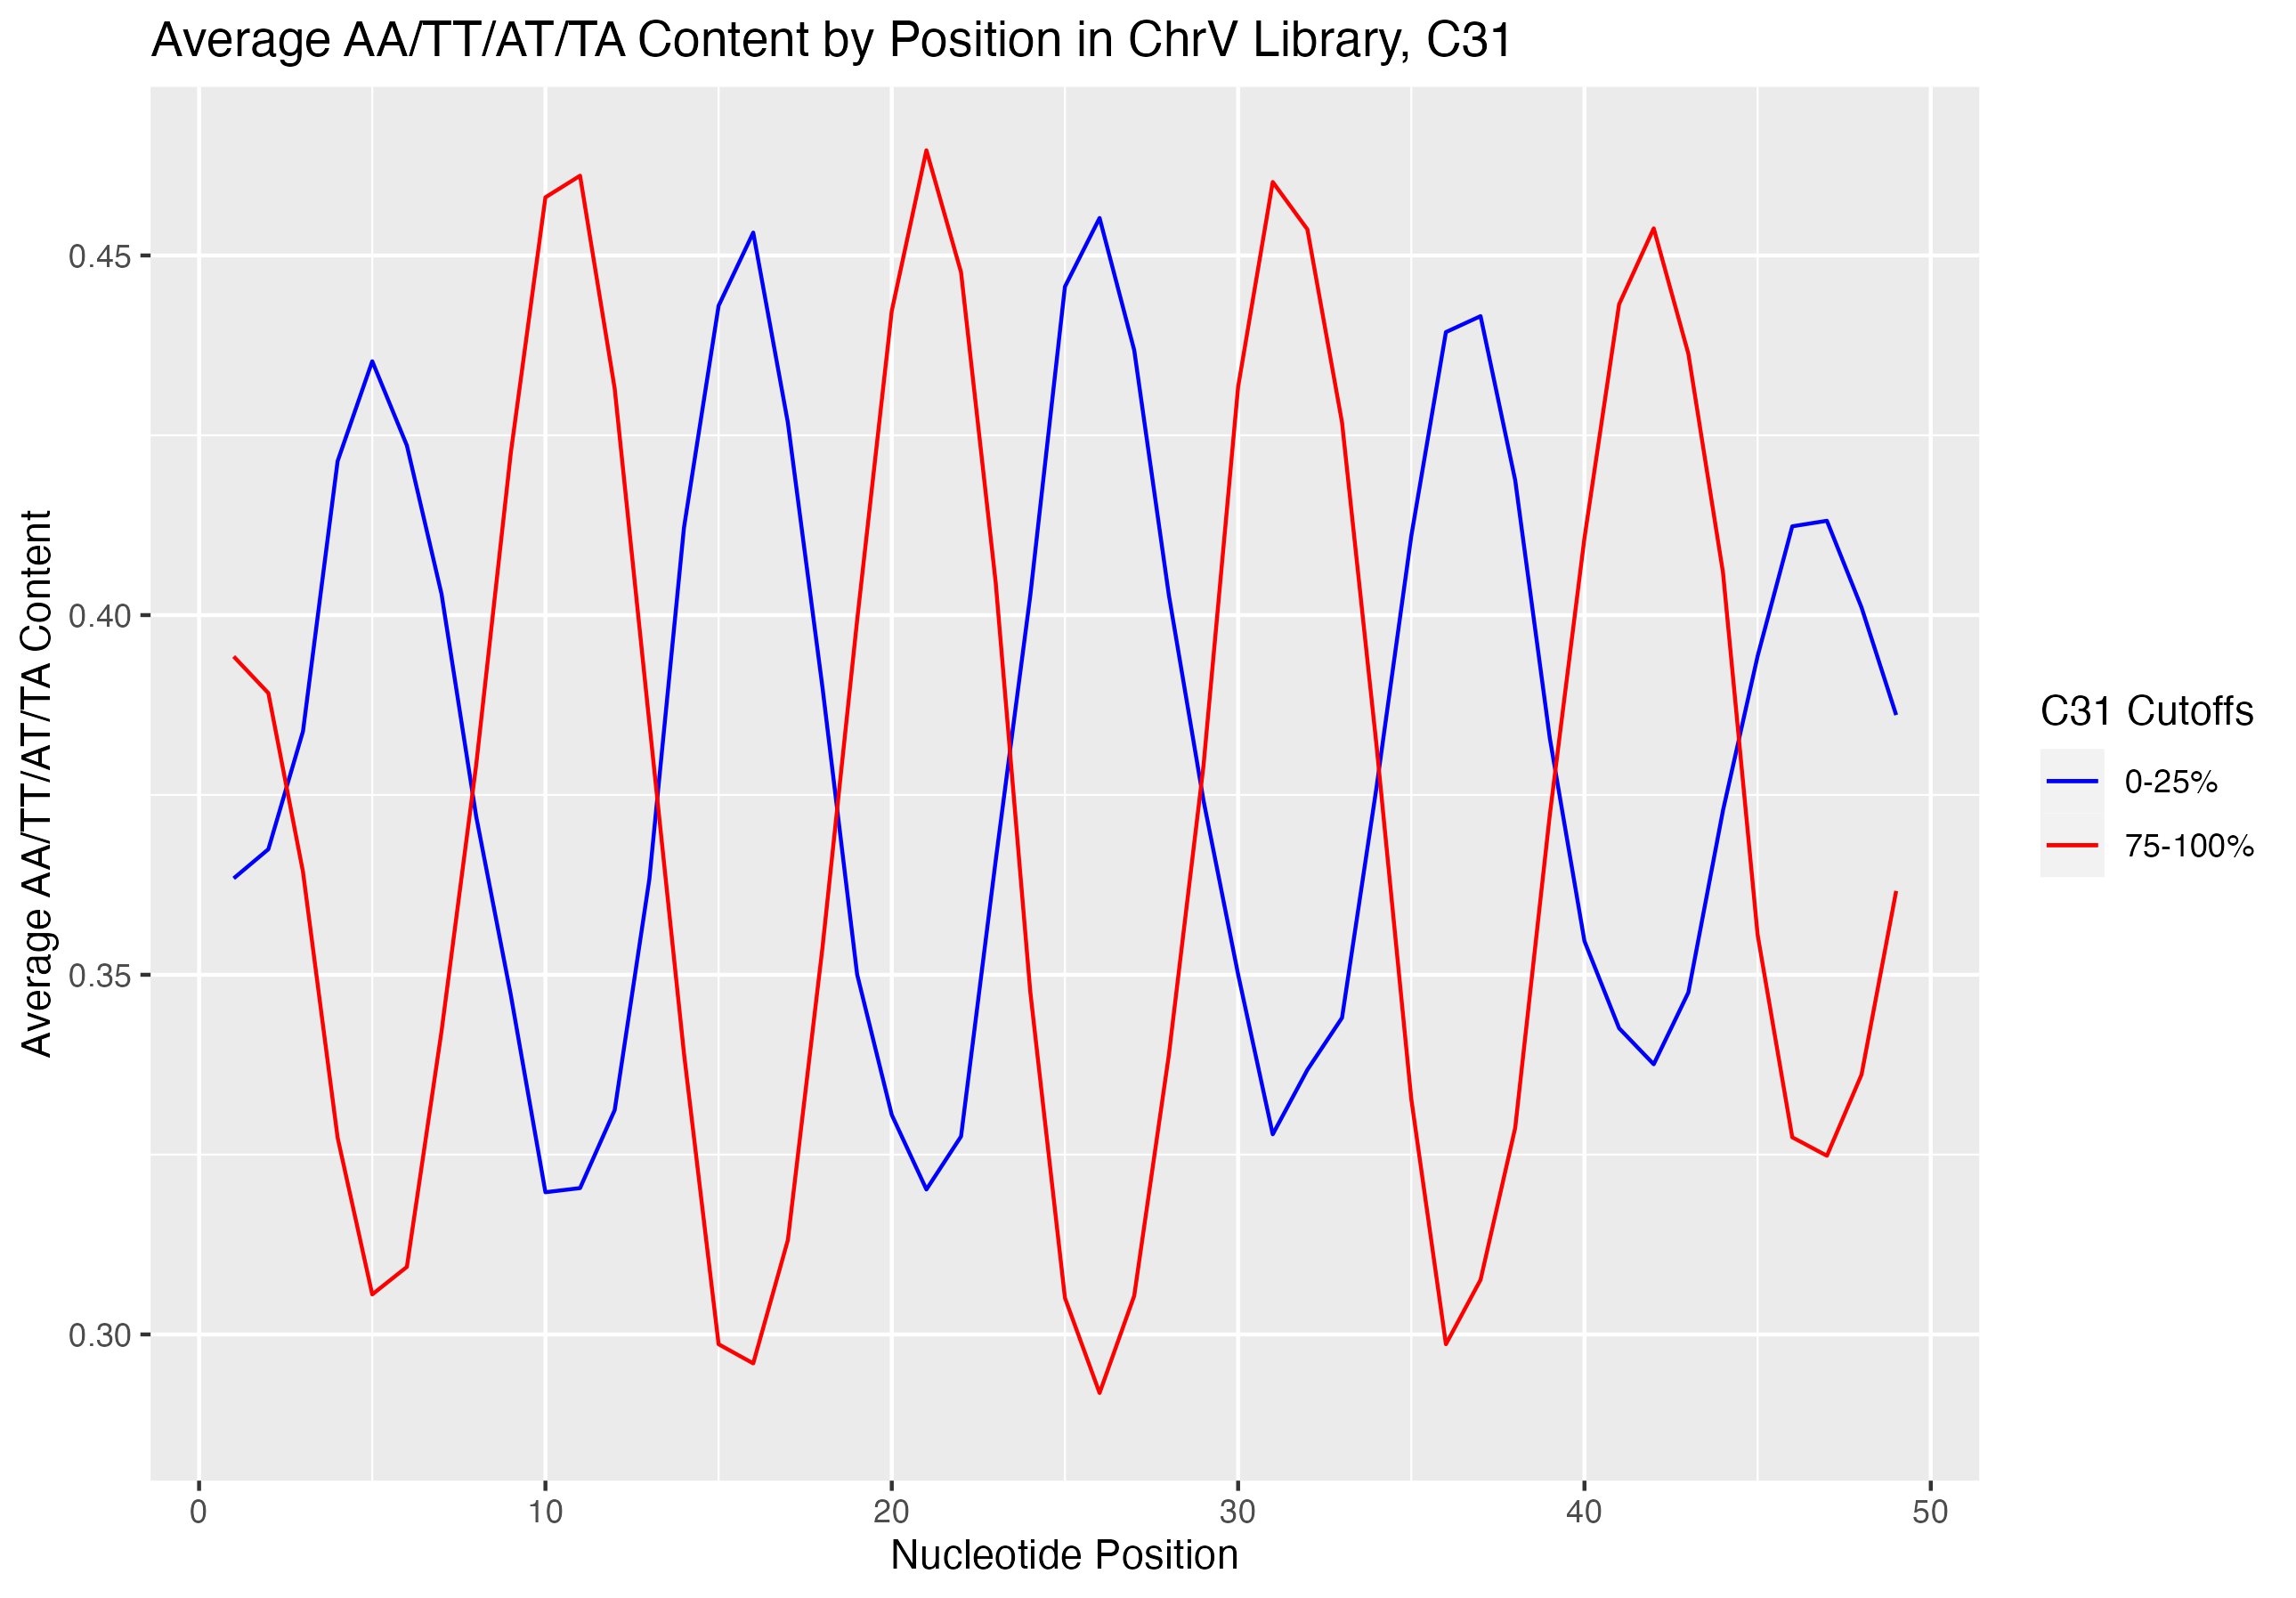 Average AA/TT/AT/TA Content by Position in ChrV Library, C31
Average AA/TT/AT/TA Content
0.45
0.40
0.35
0.30
0 10 20 30 40 50
Nucleotide Position
C31 Cutoffs
0-25%
75-100%